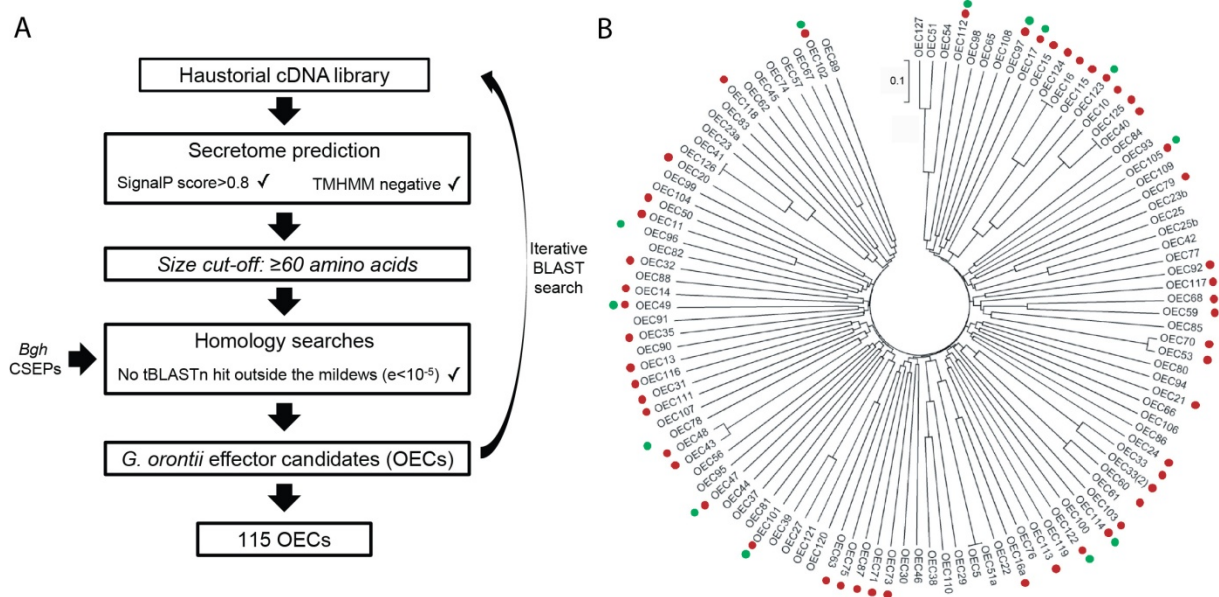 A
Haustorial cDNA library
Secretome prediction
SignalP score>0.8 ✓ TMHMM negative ✓
Size cut-off: ≥60 amino acids
Bgh
CSEPs
Homology searches
No tBLASTn hit outside the mildews (e<10⁻⁵) ✓
G. orontii effector candidates (OECs)
115 OECs
Iterative
BLAST
search
B
0.1
OEC127
OEC51
OEC54
OEC112
OEC98
OEC65
OEC108
OEC97
OEC17
OEC15
OEC124
OEC16
OEC115
OEC123
OEC10
OEC125
OEC40
OEC84
OEC93
OEC105
OEC109
OEC79
OEC23b
OEC25
OEC25b
OEC42
OEC77
OEC92
OEC117
OEC68
OEC59
OEC85
OEC70
OEC53
OEC80
OEC94
OEC21
OEC66
OEC106
OEC86
OEC24
OEC33
OEC33(2)
OEC60
OEC61
OEC103
OEC114
OEC100
OEC122
OEC119
OEC113
OEC76
OEC16a
OEC22
OEC51a
OEC5
OEC29
OEC110
OEC38
OEC46
OEC30
OEC73
OEC71
OEC87
OEC75
OEC63
OEC120
OEC121
OEC27
OEC39
OEC101
OEC81
OEC37
OEC44
OEC47
OEC95
OEC56
OEC43
OEC48
OEC78
OEC107
OEC111
OEC31
OEC116
OEC13
OEC90
OEC35
OEC91
OEC49
OEC14
OEC88
OEC32
OEC82
OEC96
OEC11
OEC50
OEC104
OEC99
OEC20
OEC126
OEC41
OEC23
OEC23a
OEC83
OEC118
OEC62
OEC45
OEC74
OEC57
OEC67
OEC102
OEC89